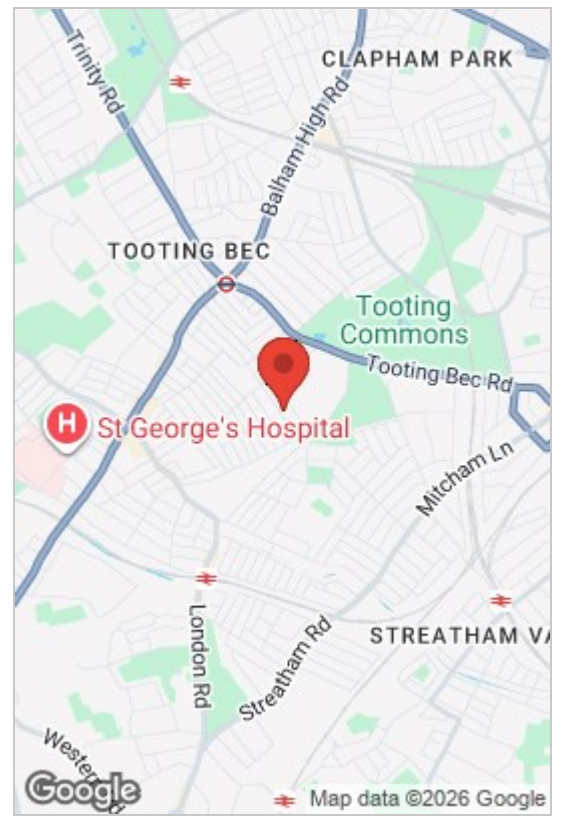 Trinity Rd
CLAPHAM PARK
Balham High Rd
TOOTING BEC
Tooting
Commons
Tooting Bec Rd
H
St George's Hospital
Mitcham Ln
London Rd
Streatham Rd
STREATHAM VA
Google
Map data ©2026 Google